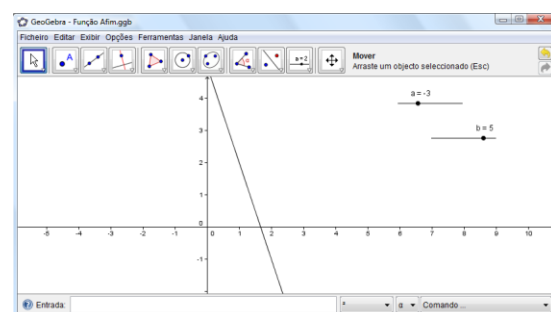 GeoGebra - Função Afim.ggb
Ficheiro Editar Exibir Opções Ferramentas Janela Ajuda
A
a=2
Mover
Arraste um objecto seleccionado (Esc)
a = -3
b = 5
4
3
2
1
0
-5 -4 -3 -2 -1 0 1 2 3 4 5 6 7 8 9 10
-1
Entrada:
α
Comando ...